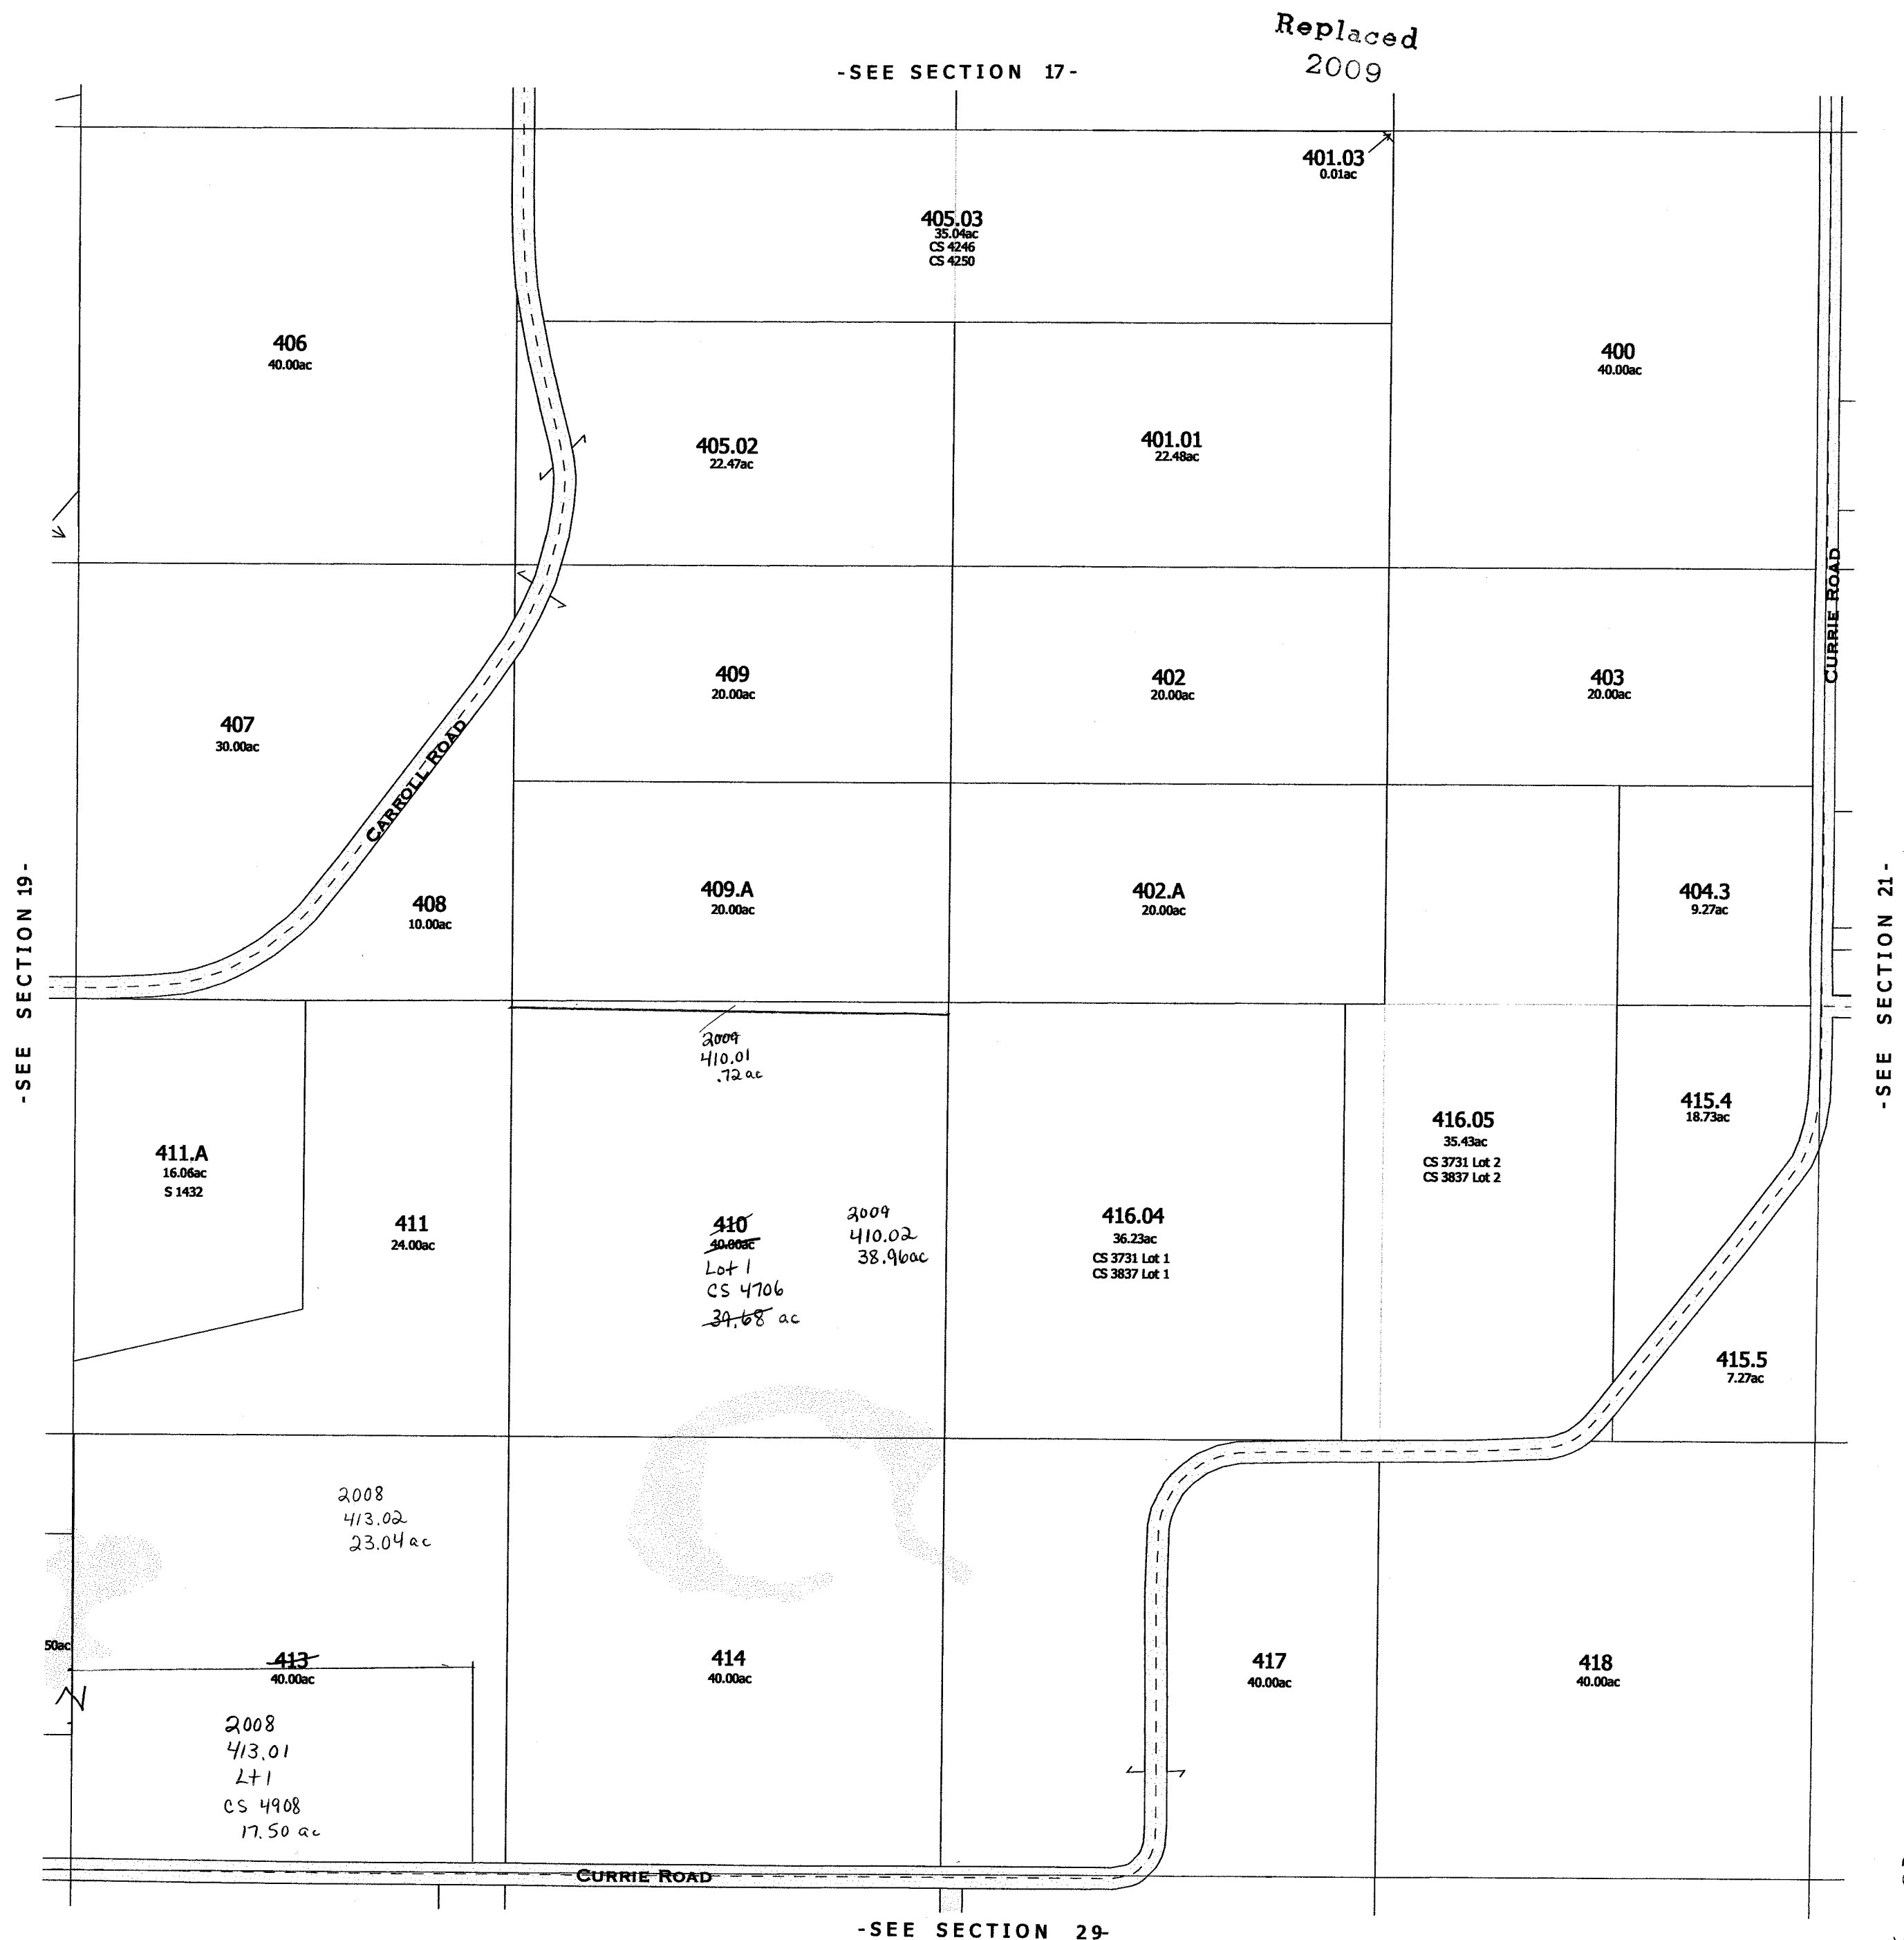 Replaced
2009
-SEE SECTION 17-
401.03
0.01ac
405.03
35.04ac
CS 4246
CS 4250
406
40.00ac
400
40.00ac
405.02
22.47ac
401.01
22.48ac
CURRIE ROAD
409
20.00ac
402
20.00ac
403
20.00ac
407
30.00ac
CARROLL ROAD
408
10.00ac
409.A
20.00ac
402.A
20.00ac
404.3
9.27ac
-SEE SECTION 19-
-SEE SECTION 21-
2009
410.01
.72 ac
411.A
16.06ac
S 1432
411
24.00ac
410
40.00ac
Lot 1
CS 4706
39.68 ac
2009
410.02
38.96ac
416.04
36.23ac
CS 3731 Lot 1
CS 3837 Lot 1
416.05
35.43ac
CS 3731 Lot 2
CS 3837 Lot 2
415.4
18.73ac
415.5
7.27ac
2008
413.02
23.04 ac
50ac
413
40.00ac
2008
413.01
Lt 1
CS 4908
17.50 ac
414
40.00ac
417
40.00ac
418
40.00ac
CURRIE ROAD
-SEE SECTION 29-